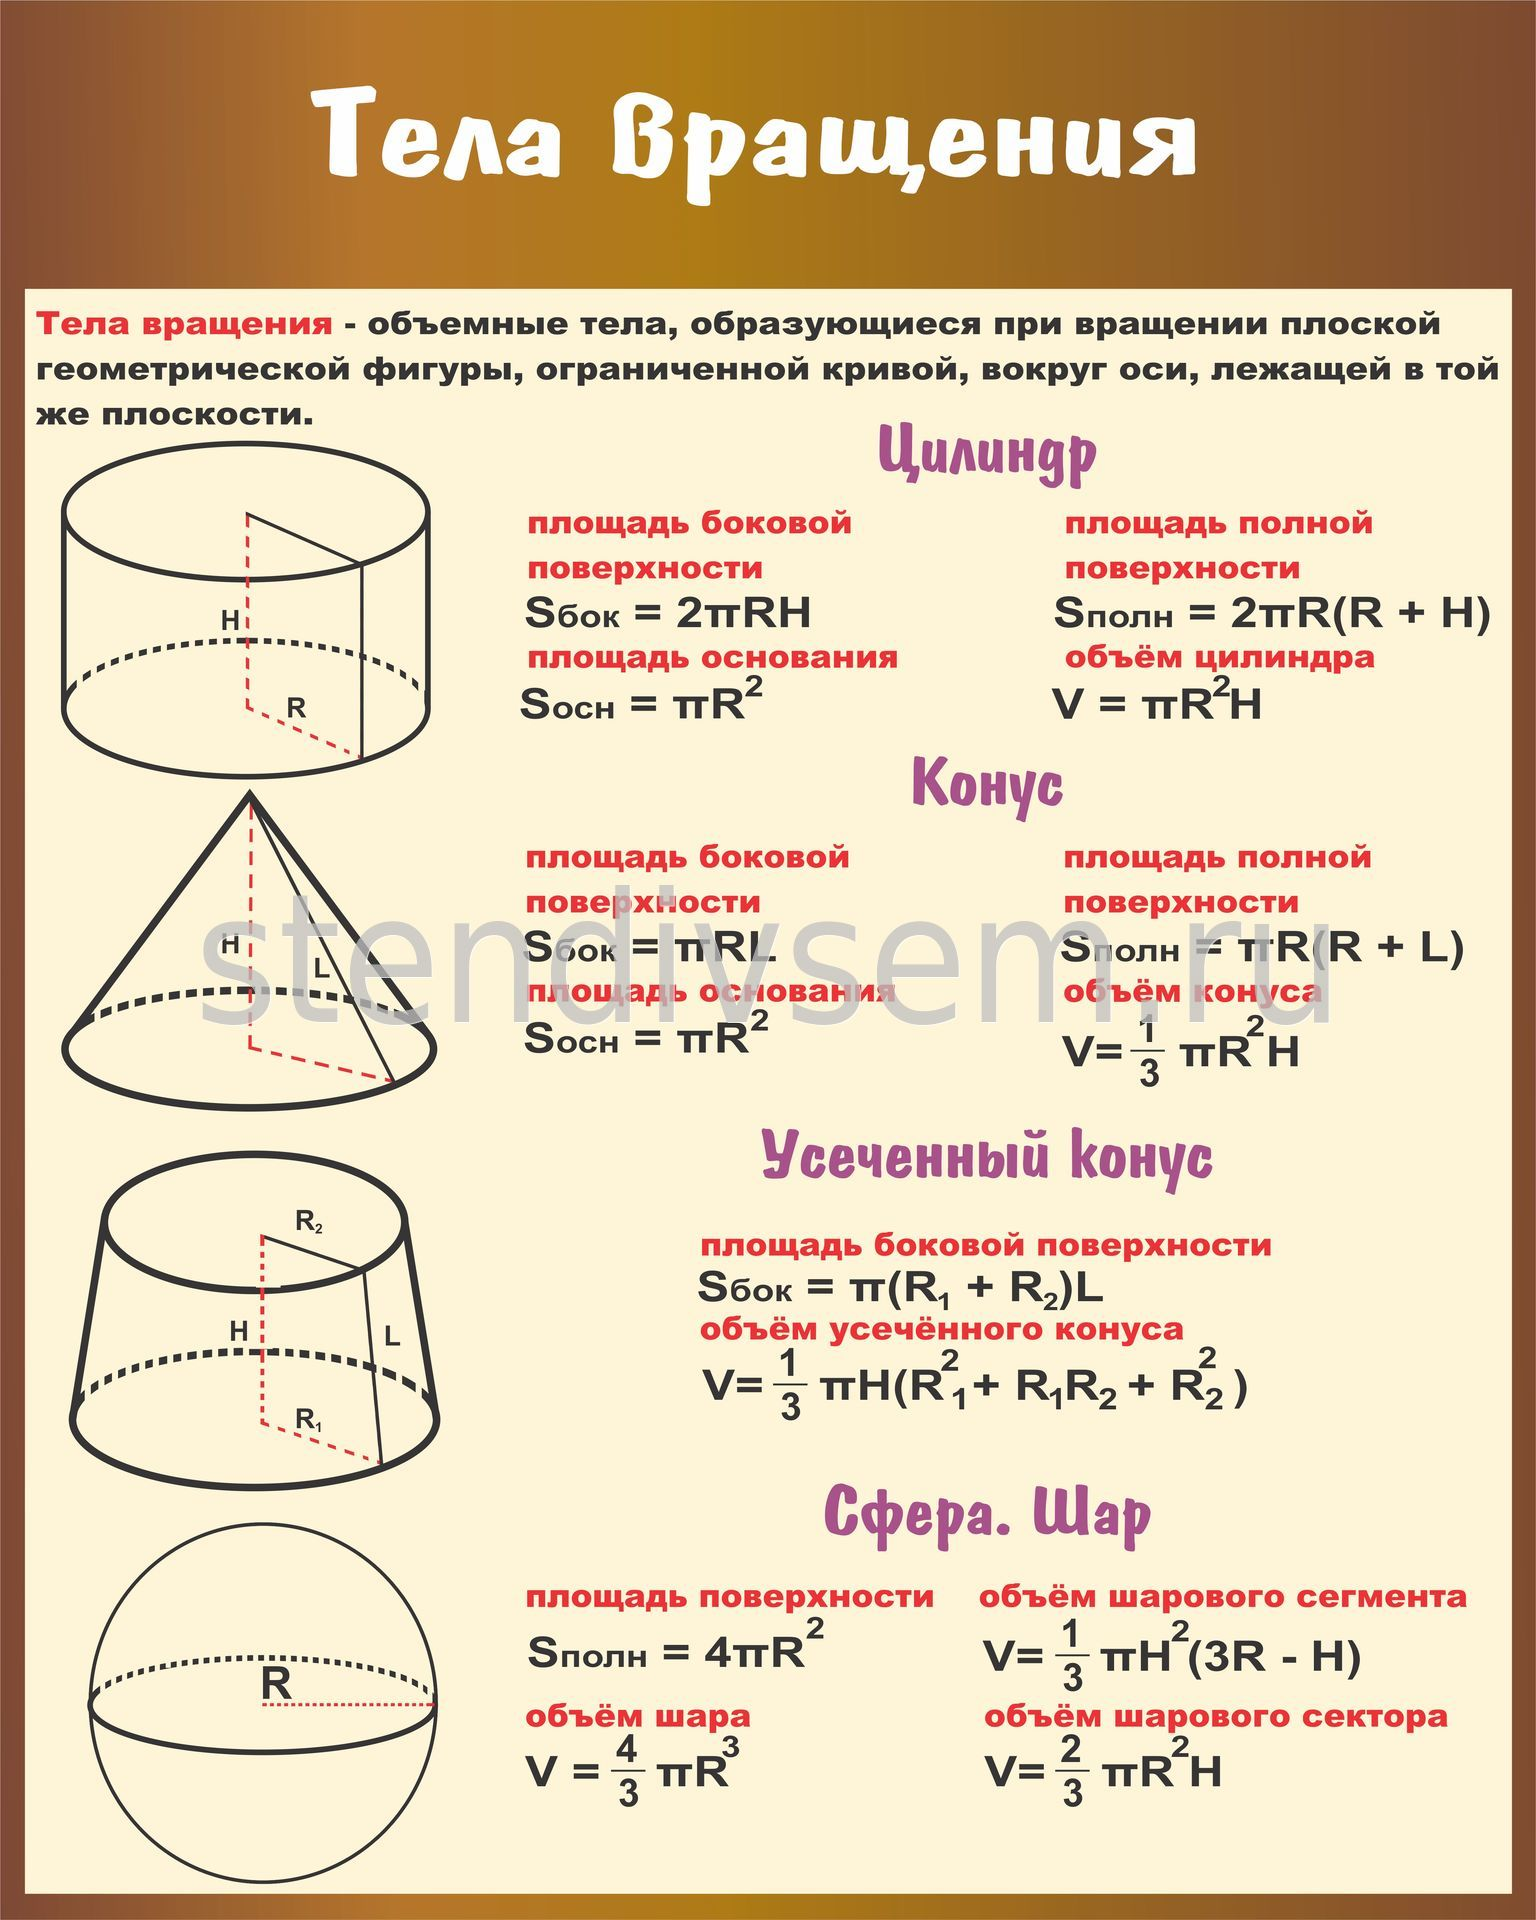 Тела Вращения
Тела вращения - объемные тела, образующиеся при вращении плоской
геометрической фигуры, ограниченной кривой, вокруг оси, лежащей в той
же плоскости.
Цилиндр
H
R
площадь боковой
поверхности
Sбок = 2πRH
площадь основания
Sосн = πR²
площадь полной
поверхности
Sполн = 2πR(R + H)
объём цилиндра
V = πR²H
Конус
H
L
площадь боковой
поверхности
Sбок = πRL
площадь основания
Sосн = πR²
площадь полной
поверхности
Sполн = πR(R + L)
объём конуса
V= 1/3 πR²H
stendivsem.ru
Усеченный конус
R₂
H
L
R₁
площадь боковой поверхности
Sбок = π(R₁ + R₂)L
объём усечённого конуса
V= 1/3 πH(R₁² + R₁R₂ + R₂²)
Сфера. Шар
R
площадь поверхности
Sполн = 4πR²
объём шара
V = 4/3 πR³
объём шарового сегмента
V= 1/3 πH²(3R - H)
объём шарового сектора
V= 2/3 πR²H